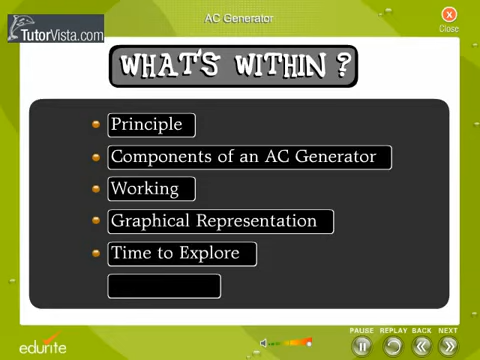 AC Generator
TutorVista.com
Close
WHAT'S WITHIN ?
Principle
Components of an AC Generator
Working
Graphical Representation
Time to Explore
PAUSE REPLAY BACK NEXT
edurite